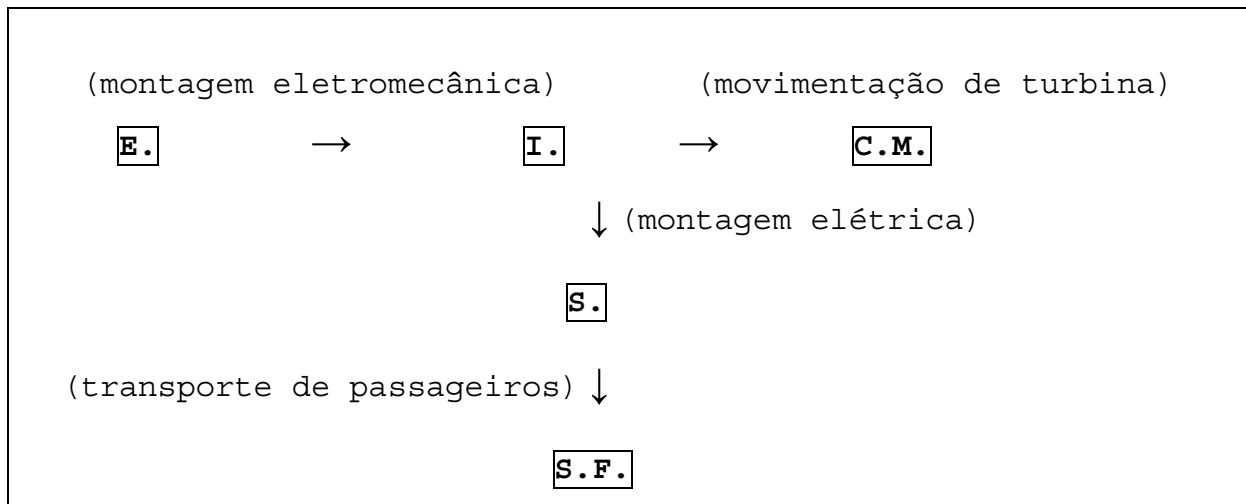 (montagem eletromecânica) (movimentação de turbina)
E. → I. → C.M.
↓ (montagem elétrica)
S.
(transporte de passageiros) ↓
S.F.